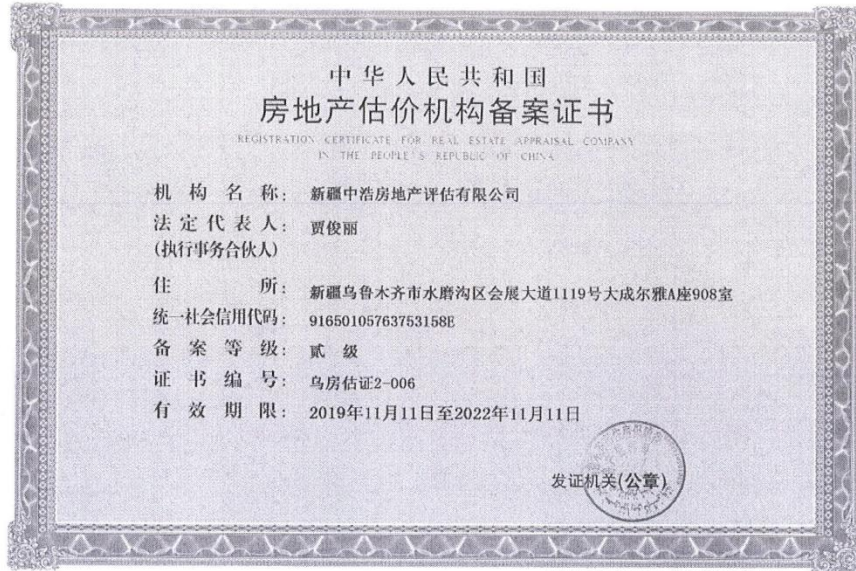 中华人民共和国
房地产估价机构备案证书
REGISTRATION CERTIFICATE FOR REAL ESTATE APPRAISAL COMPANY
IN THE PEOPLE'S REPUBLIC OF CHINA
机构名称：新疆中浩房地产评估有限公司
法定代表人：贾俊丽
(执行事务合伙人)
住所：新疆乌鲁木齐市水磨沟区会展大道1119号大成尔雅A座908室
统一社会信用代码：91650105763753158E
备案等级：贰级
证书编号：乌房估证2-006
有效期限：2019年11月11日至2022年11月11日
发证机关(公章)